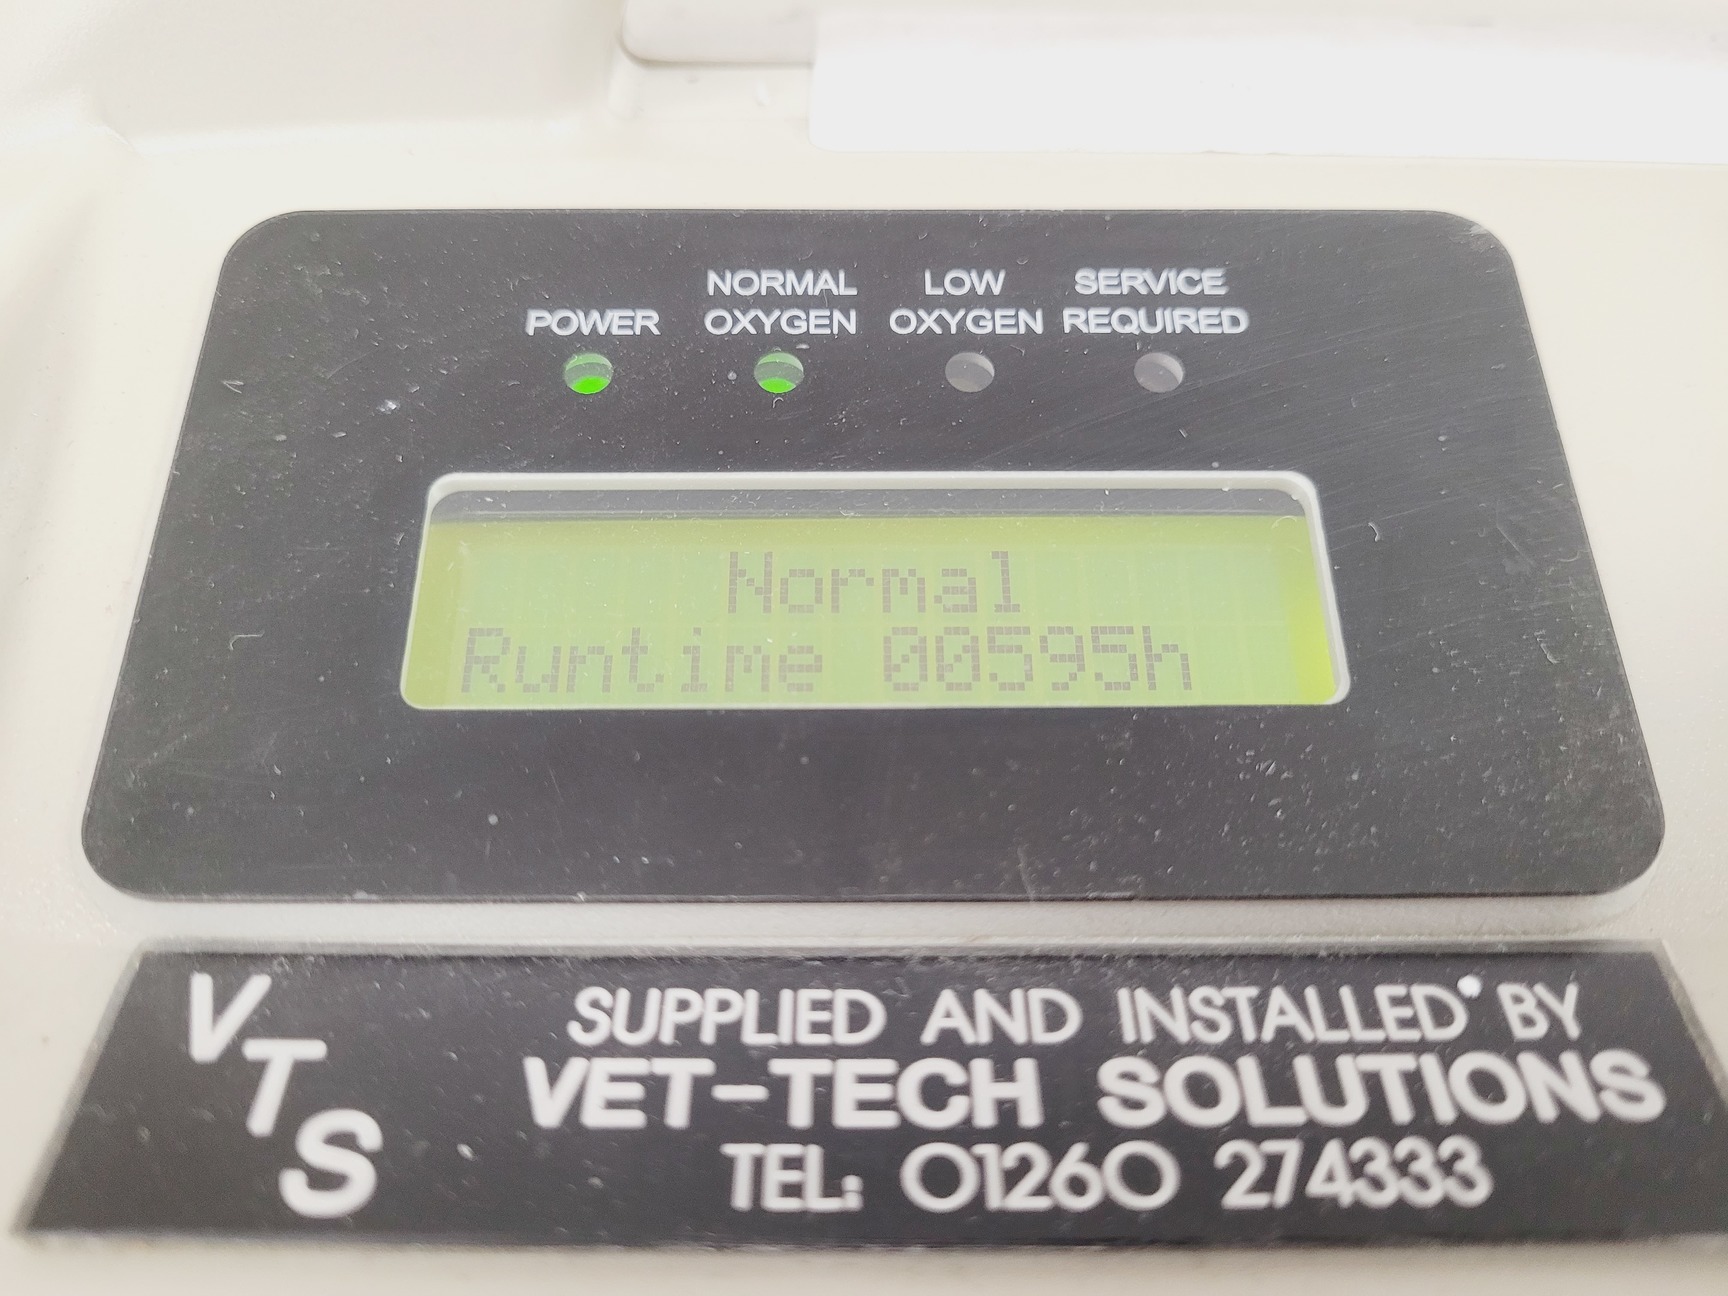 POWER
NORMAL OXYGEN
LOW OXYGEN
SERVICE REQUIRED
Normal
Runtime 00595h
VTS
SUPPLIED AND INSTALLED BY
VET-TECH SOLUTIONS
TEL: 01260 274333